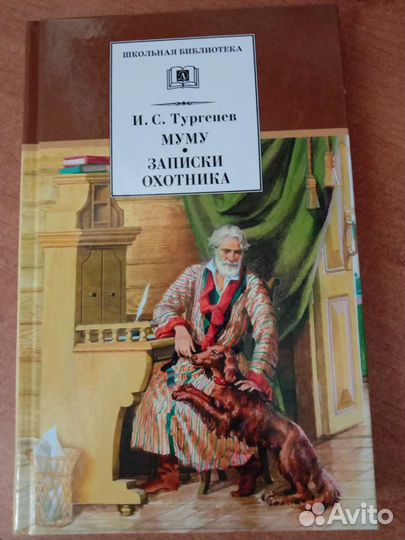 ШКОЛЬНАЯ БИБЛИОТЕКА
И. С. Тургенев
МУМУ
•
ЗАПИСКИ
ОХОТНИКА
Avito